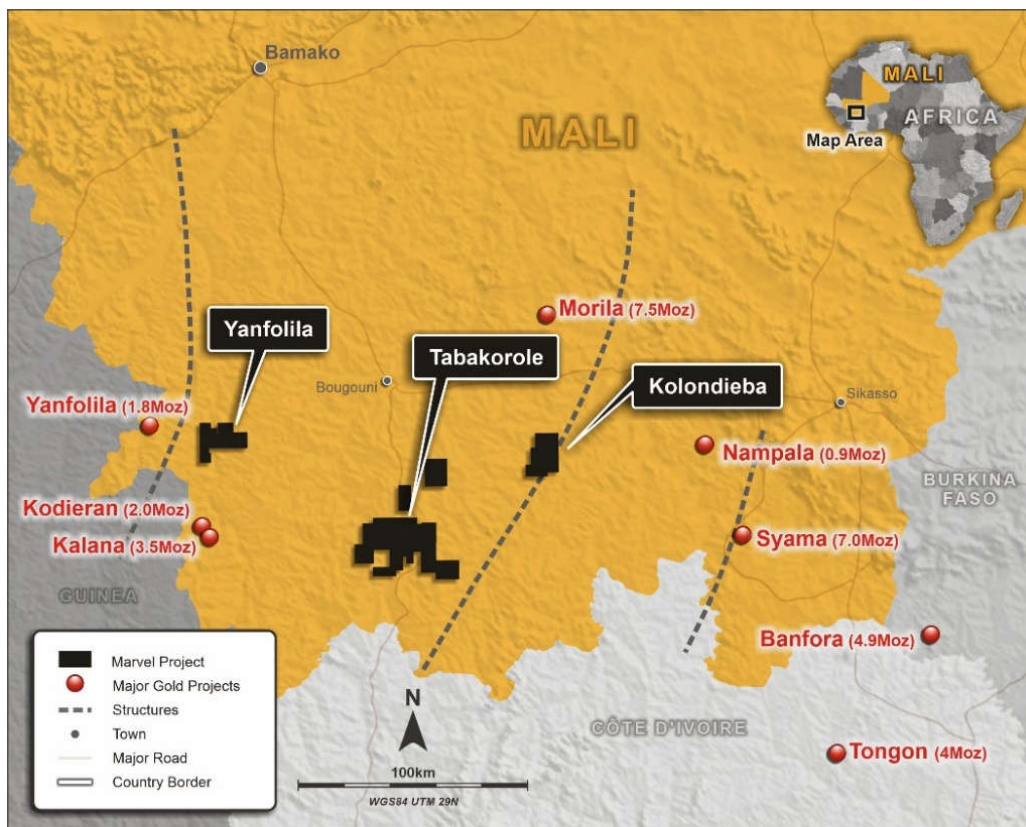 Bamako
MALI
MALI
AFRICA
Map Area
Morila (7.5Moz)
Yanfolila
Tabakorole
Kolondieba
Bougouni
Sikasso
Yanfolila (1.8Moz)
Nampala (0.9Moz)
BURKINA
FASO
Kodieran (2.0Moz)
Kalana (3.5Moz)
Syama (7.0Moz)
GUINEA
Banfora (4.9Moz)
CÔTE D'IVOIRE
Tongon (4Moz)
Marvel Project
Major Gold Projects
Structures
Town
Major Road
Country Border
N
100km
WGS84 UTM 29N